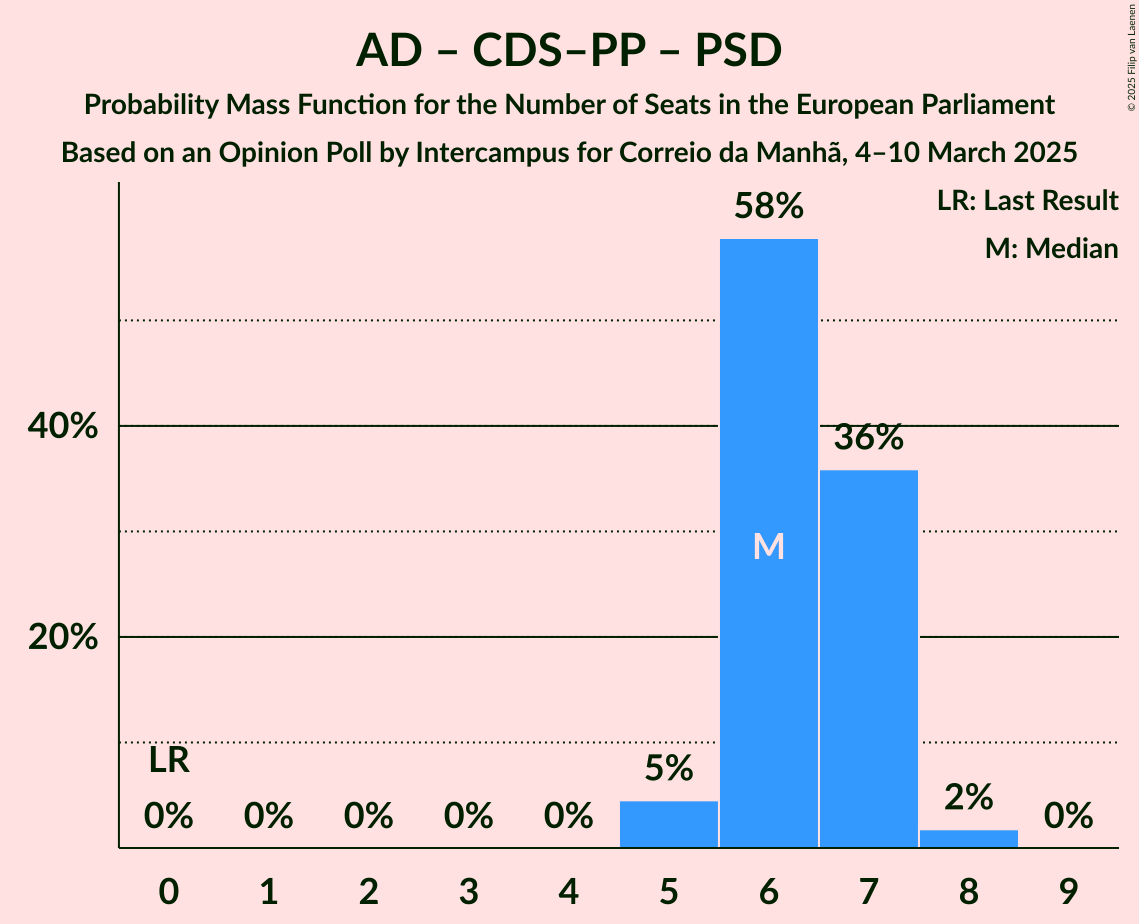 AD – CDS–PP – PSD
Probability Mass Function for the Number of Seats in the European Parliament
Based on an Opinion Poll by Intercampus for Correio da Manhã, 4–10 March 2025
© 2025 Filip van Laenen
LR: Last Result
M: Median
58%
40%
36%
M
20%
LR
5%
2%
0% 0% 0% 0% 0% 0%
0 1 2 3 4 5 6 7 8 9